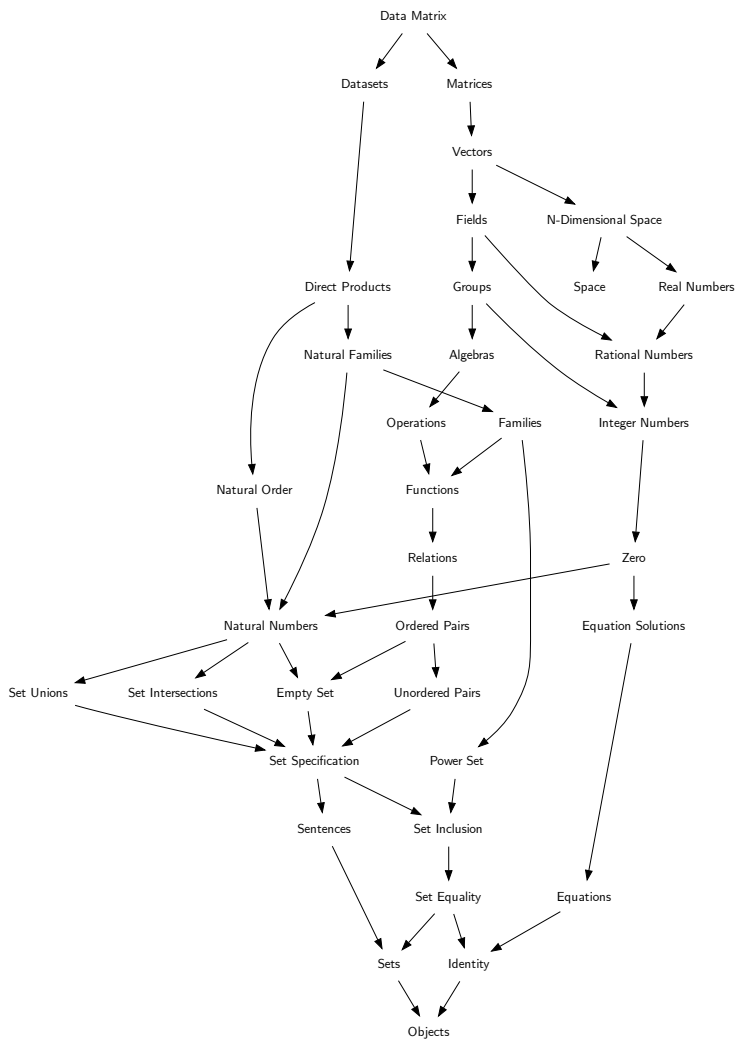 Data Matrix
Datasets
Matrices
Vectors
Fields
N-Dimensional Space
Direct Products
Groups
Space
Real Numbers
Natural Families
Algebras
Rational Numbers
Operations
Families
Integer Numbers
Natural Order
Functions
Relations
Zero
Natural Numbers
Ordered Pairs
Equation Solutions
Set Unions
Set Intersections
Empty Set
Unordered Pairs
Set Specification
Power Set
Sentences
Set Inclusion
Set Equality
Equations
Sets
Identity
Objects